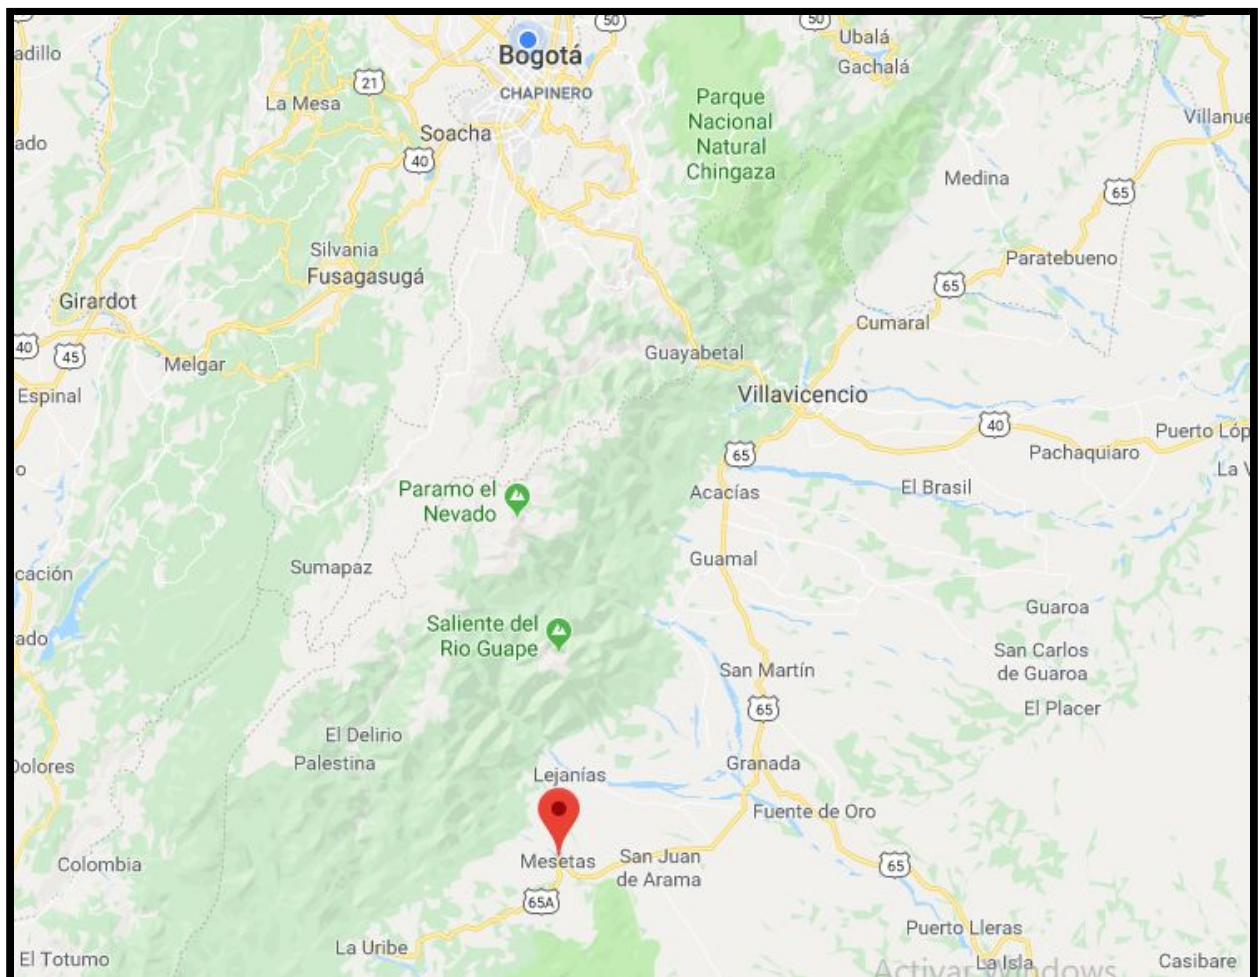 50
50
Ubalá
Gachalá
adillo
Bogotá
CHAPINERO
21
La Mesa
Parque
Nacional
Natural
Chingaza
Villanue
Soacha
ado
40
Medina
65
Silvania
Fusagasugá
Paratebueno
65
Girardot
Cumaral
40
45
Guayabetal
Melgar
Espinal
Villavicencio
40
Puerto Lóp
65
Pachaquiaro
o
La V
Paramo el
Nevado
Acacías
El Brasil
Guamal
Sumapaz
cación
Guaroa
Saliente del
Rio Guape
rado
San Carlos
de Guaroa
San Martín
65
El Placer
El Delirio
Palestina
Dolores
Lejanías
Granada
Fuente de Oro
Colombia
Mesetas
San Juan
de Arama
65
65A
La Uribe
Puerto Lleras
El Totumo
La Isla
Casibare
Activar Windows